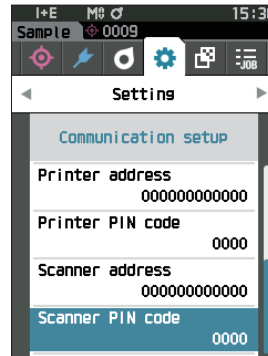 I+E M0 15:3
Sample 0009
-JOB
Setting
Communication setup
Printer address
000000000000
Printer PIN code
0000
Scanner address
000000000000
Scanner PIN code
0000